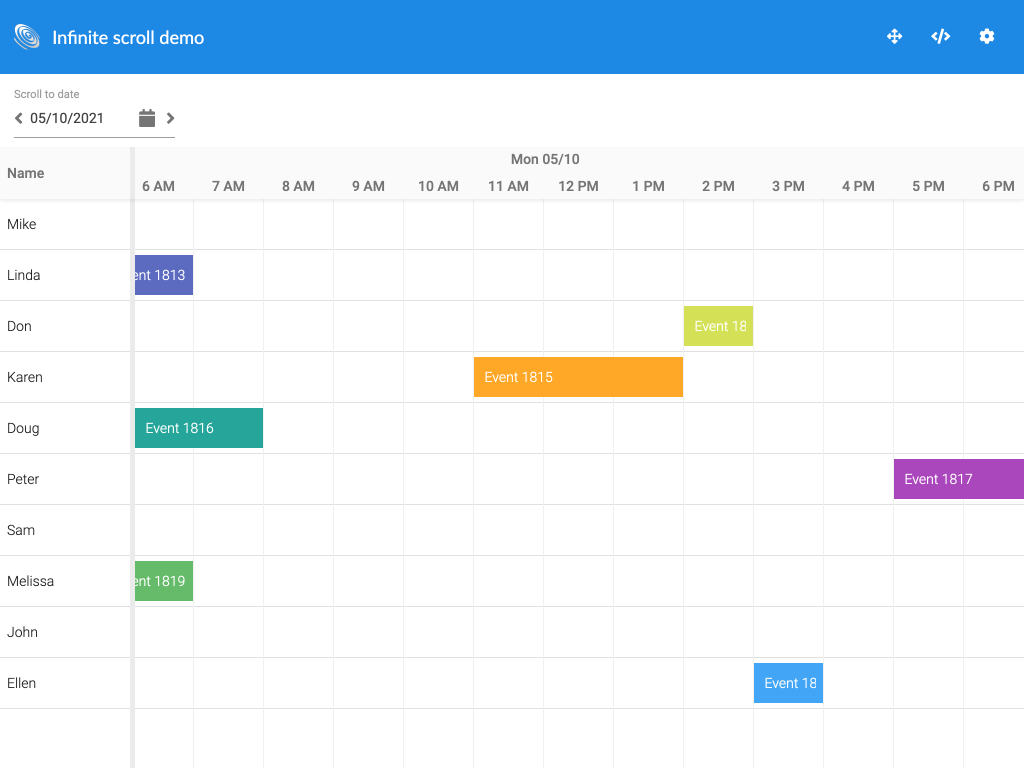 Infinite scroll demo
Scroll to date
05/10/2021
Name
Mon 05/10
6 AM 7 AM 8 AM 9 AM 10 AM 11 AM 12 PM 1 PM 2 PM 3 PM 4 PM 5 PM 6 PM
Mike
Linda ent 1813
Don Event 18
Karen Event 1815
Doug Event 1816
Peter Event 1817
Sam
Melissa ent 1819
John
Ellen Event 18